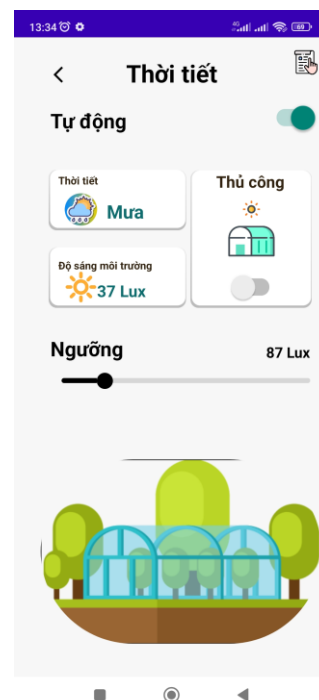 13:34
69
Thời tiết
Tự động
Thời tiết
Mưa
Thủ công
Độ sáng môi trường
37 Lux
Ngưỡng
87 Lux